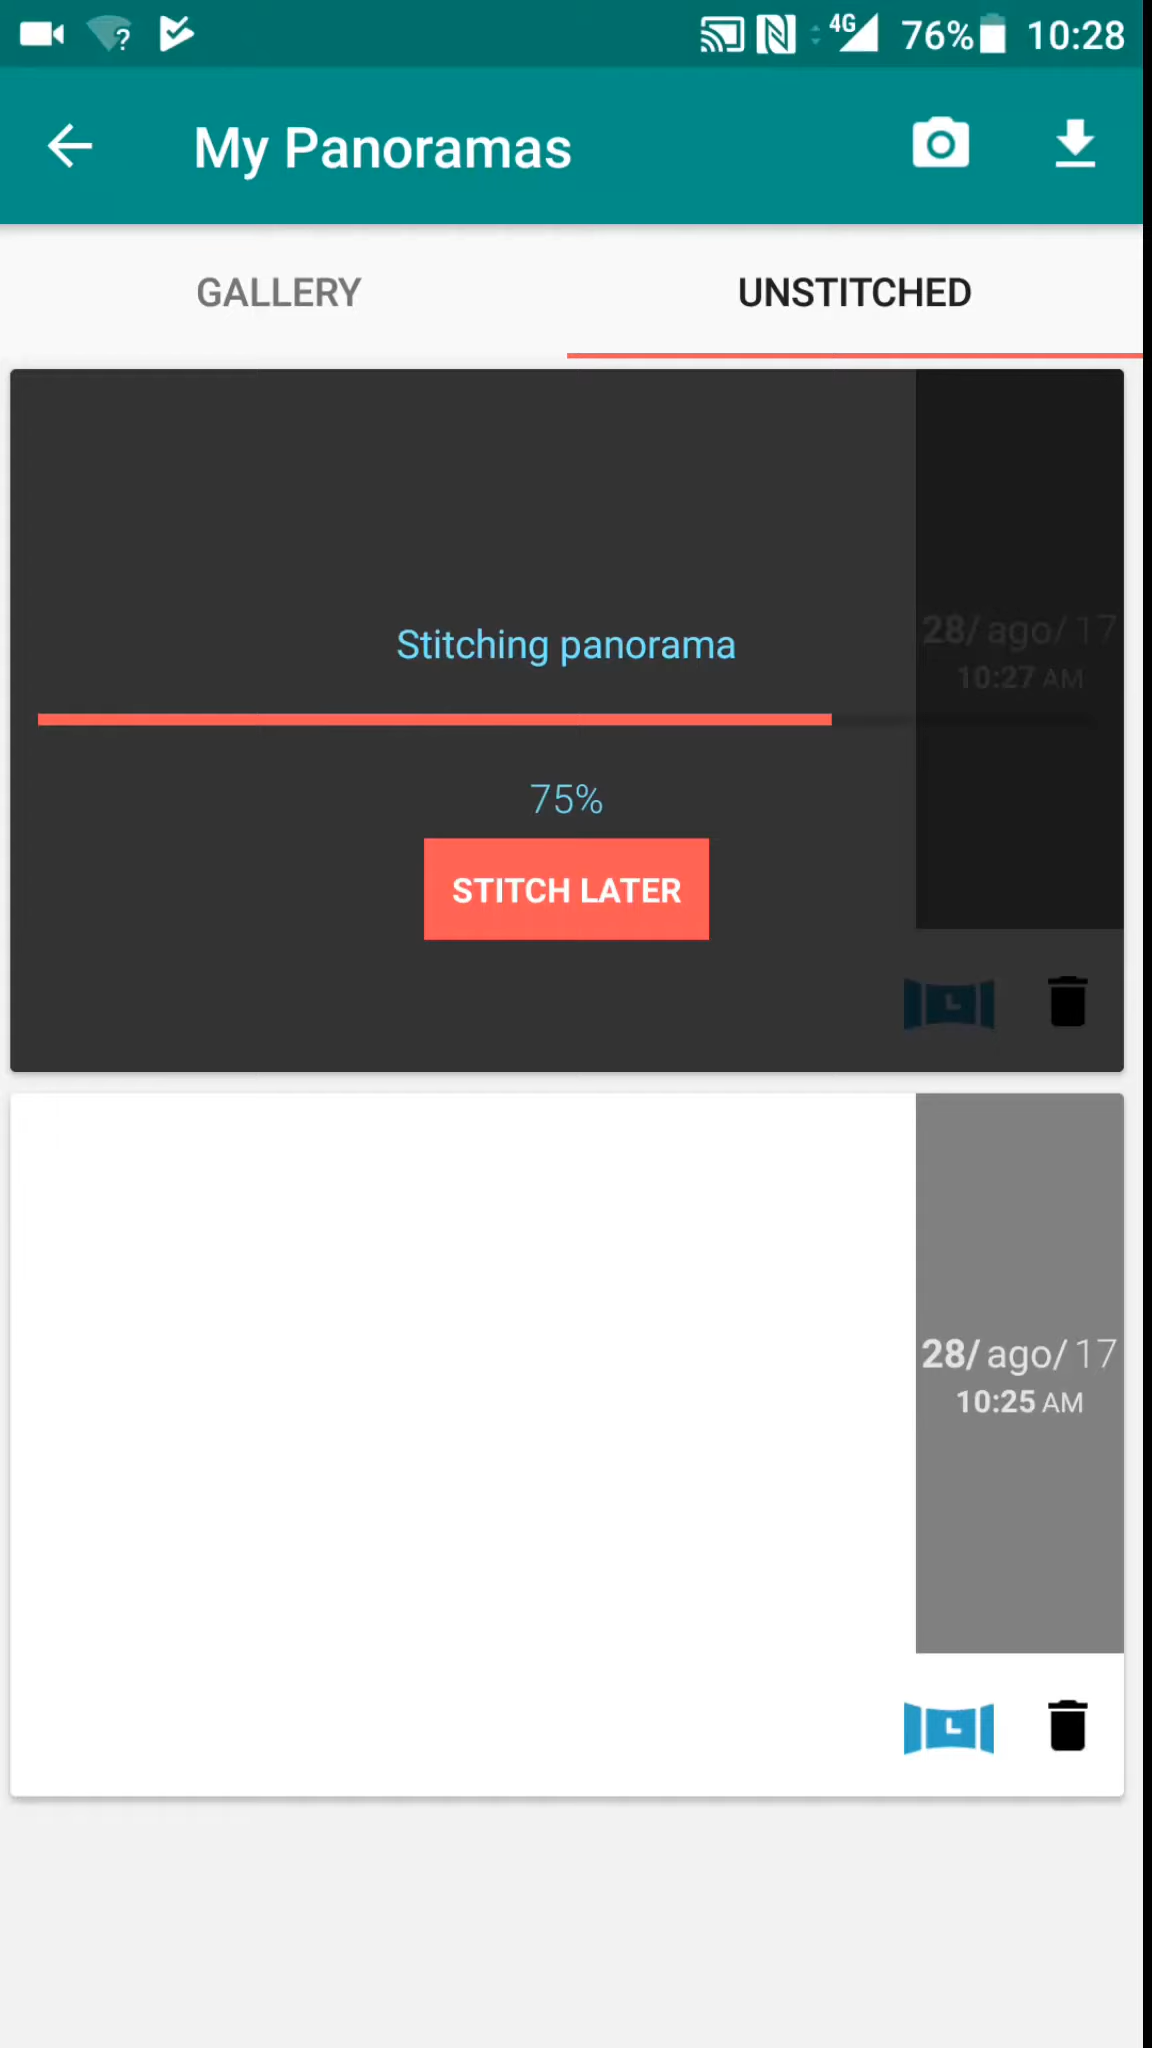 4G 76% 10:28
My Panoramas
GALLERY UNSTITCHED
28/ago/17
10:27 AM
Stitching panorama
75%
STITCH LATER
28/ago/17
10:25 AM